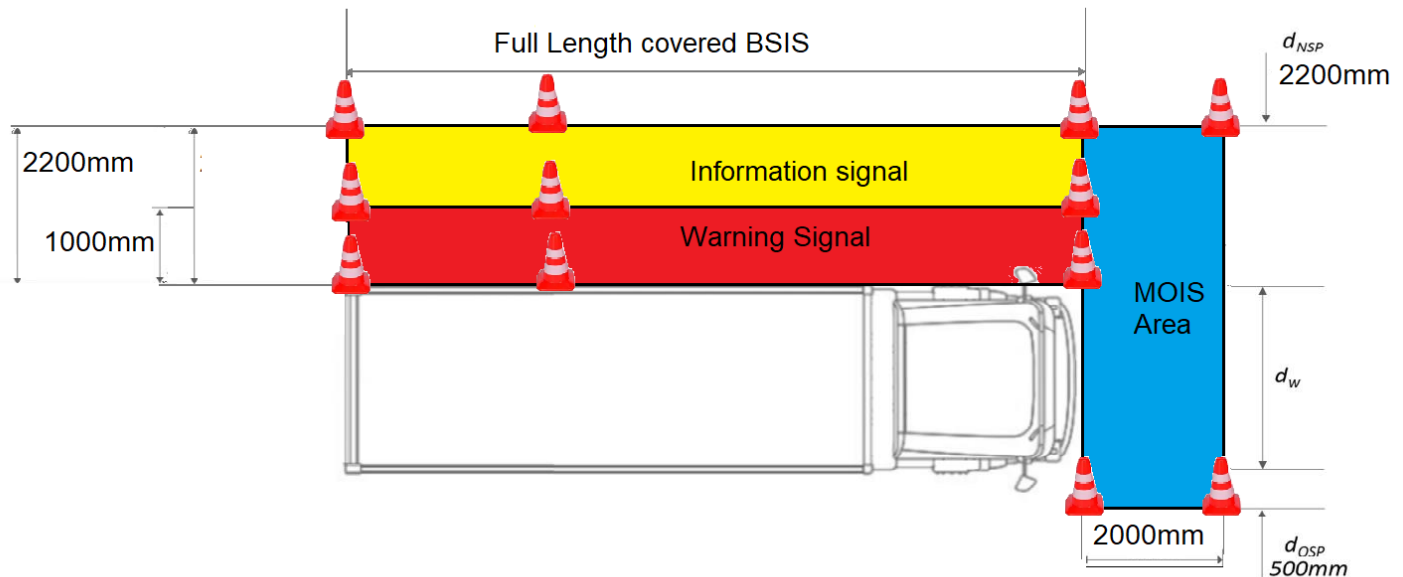 Full Length covered BSIS
d_NSP
2200mm
2200mm
Information signal
1000mm
Warning Signal
MOIS
Area
d_W
2000mm
d_OSP
500mm